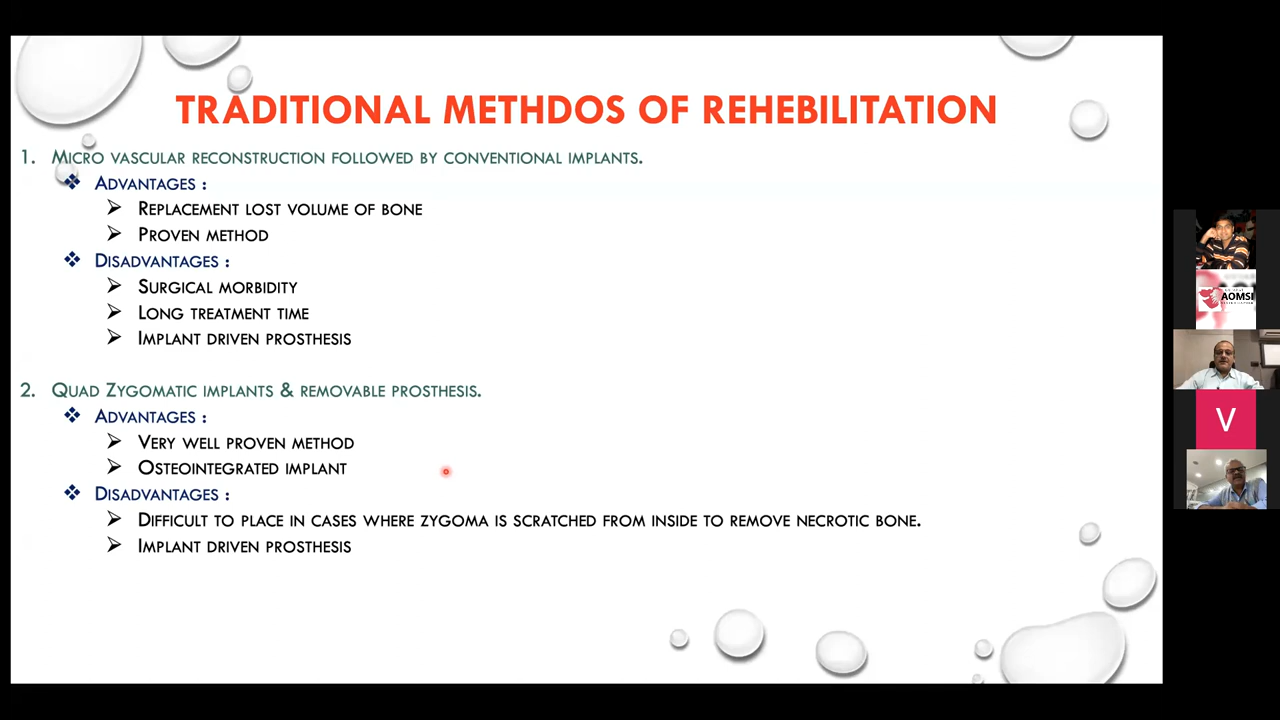 TRADITIONAL METHDOS OF REHEBILITATION
1. MICRO VASCULAR RECONSTRUCTION FOLLOWED BY CONVENTIONAL IMPLANTS.
❖ ADVANTAGES :
➢ REPLACEMENT LOST VOLUME OF BONE
➢ PROVEN METHOD
❖ DISADVANTAGES :
➢ SURGICAL MORBIDITY
➢ LONG TREATMENT TIME
➢ IMPLANT DRIVEN PROSTHESIS
2. QUAD ZYGOMATIC IMPLANTS & REMOVABLE PROSTHESIS.
❖ ADVANTAGES :
➢ VERY WELL PROVEN METHOD
➢ OSTEOINTEGRATED IMPLANT
❖ DISADVANTAGES :
➢ DIFFICULT TO PLACE IN CASES WHERE ZYGOMA IS SCRATCHED FROM INSIDE TO REMOVE NECROTIC BONE.
➢ IMPLANT DRIVEN PROSTHESIS
AOMSI
V